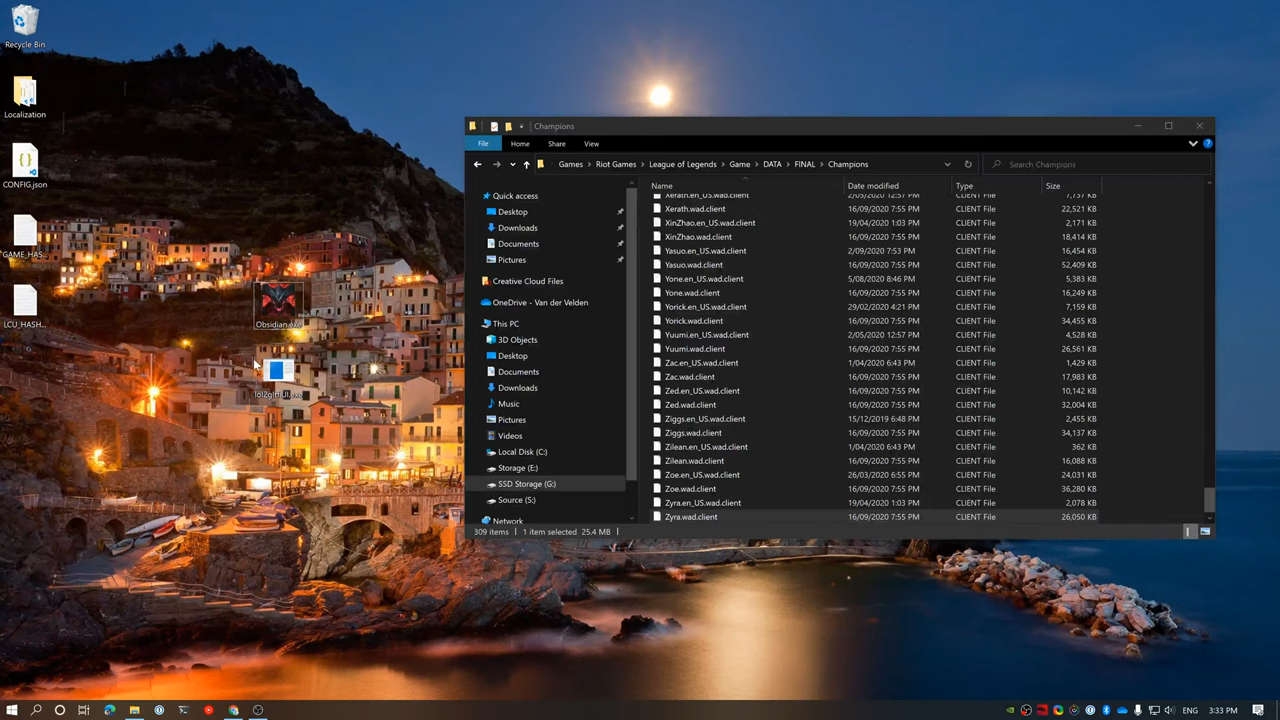 Recycle Bin
Localization
CONFIG.json
GAME_HAS...
LCU_HASH...
Obsidian.exe
lol2gltfUI.exe
Champions
File
Home
Share
View
Games
Riot Games
League of Legends
Game
DATA
FINAL
Champions
Search Champions
Quick access
Desktop
Downloads
Documents
Pictures
Creative Cloud Files
OneDrive - Van der Velden
This PC
3D Objects
Desktop
Documents
Downloads
Music
Pictures
Videos
Local Disk (C:)
Storage (E:)
SSD Storage (G:)
Source (S:)
Network
Name Date modified Type Size
Xerath.en_US.wad.client 2/05/2020 12:57 PM CLIENT File 7,757 KB
Xerath.wad.client 16/09/2020 7:55 PM CLIENT File 22,521 KB
XinZhao.en_US.wad.client 19/04/2020 1:03 PM CLIENT File 2,171 KB
XinZhao.wad.client 16/09/2020 7:55 PM CLIENT File 18,414 KB
Yasuo.en_US.wad.client 2/09/2020 7:53 PM CLIENT File 16,454 KB
Yasuo.wad.client 16/09/2020 7:55 PM CLIENT File 52,409 KB
Yone.en_US.wad.client 5/08/2020 8:46 PM CLIENT File 5,383 KB
Yone.wad.client 16/09/2020 7:55 PM CLIENT File 16,249 KB
Yorick.en_US.wad.client 29/02/2020 4:21 PM CLIENT File 7,159 KB
Yorick.wad.client 16/09/2020 7:55 PM CLIENT File 34,455 KB
Yuumi.en_US.wad.client 2/05/2020 12:57 PM CLIENT File 4,528 KB
Yuumi.wad.client 16/09/2020 7:55 PM CLIENT File 26,561 KB
Zac.en_US.wad.client 1/04/2020 6:43 PM CLIENT File 1,429 KB
Zac.wad.client 16/09/2020 7:55 PM CLIENT File 17,983 KB
Zed.en_US.wad.client 16/09/2020 7:55 PM CLIENT File 10,142 KB
Zed.wad.client 16/09/2020 7:55 PM CLIENT File 32,004 KB
Ziggs.en_US.wad.client 15/12/2019 6:48 PM CLIENT File 2,455 KB
Ziggs.wad.client 16/09/2020 7:55 PM CLIENT File 34,137 KB
Zilean.en_US.wad.client 1/04/2020 6:43 PM CLIENT File 362 KB
Zilean.wad.client 16/09/2020 7:55 PM CLIENT File 16,088 KB
Zoe.en_US.wad.client 26/03/2020 6:55 PM CLIENT File 24,031 KB
Zoe.wad.client 16/09/2020 7:55 PM CLIENT File 36,280 KB
Zyra.en_US.wad.client 19/04/2020 1:03 PM CLIENT File 2,078 KB
Zyra.wad.client 16/09/2020 7:55 PM CLIENT File 26,050 KB
309 items 1 item selected 25.4 MB
ENG 3:33 PM